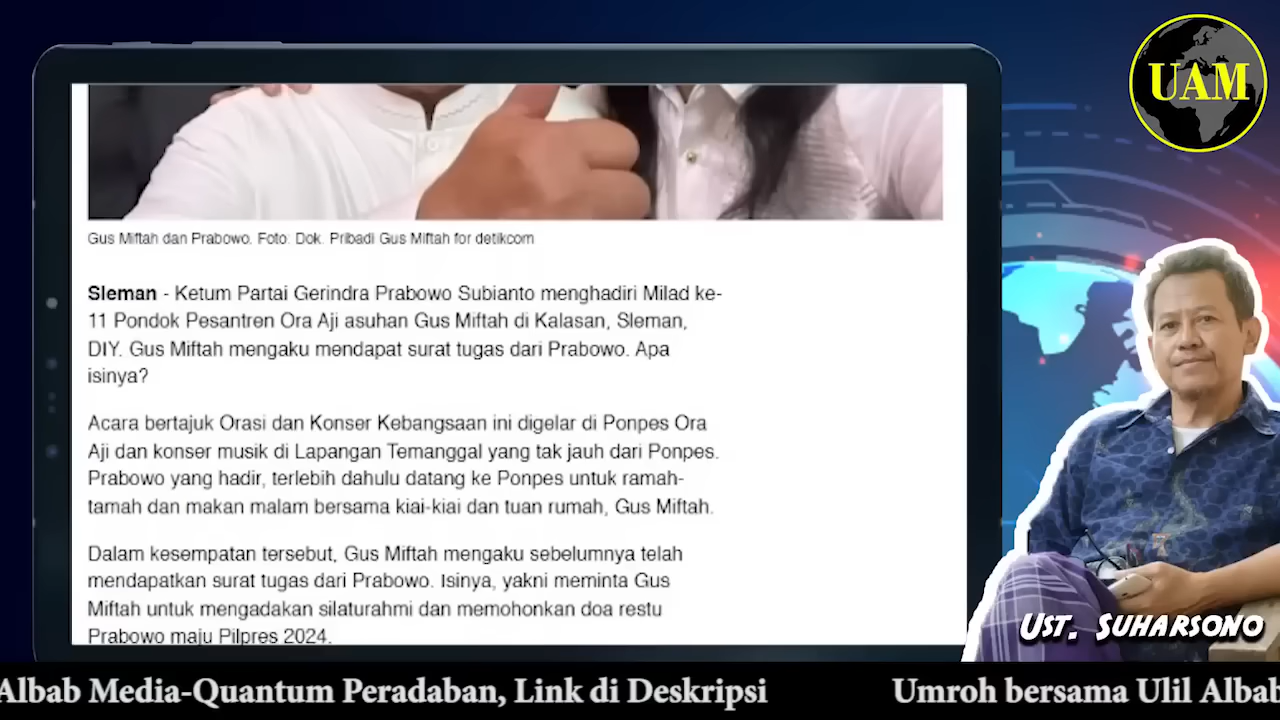 UAM
Gus Miftah dan Prabowo. Foto: Dok. Pribadi Gus Miftah for detikcom
Sleman - Ketum Partai Gerindra Prabowo Subianto menghadiri Milad ke-
11 Pondok Pesantren Ora Aji asuhan Gus Miftah di Kalasan, Sleman,
DIY. Gus Miftah mengaku mendapat surat tugas dari Prabowo. Apa
isinya?
Acara bertajuk Orasi dan Konser Kebangsaan ini digelar di Ponpes Ora
Aji dan konser musik di Lapangan Temanggal yang tak jauh dari Ponpes.
Prabowo yang hadir, terlebih dahulu datang ke Ponpes untuk ramah-
tamah dan makan malam bersama kiai-kiai dan tuan rumah, Gus Miftah.
Dalam kesempatan tersebut, Gus Miftah mengaku sebelumnya telah
mendapatkan surat tugas dari Prabowo. Isinya, yakni meminta Gus
Miftah untuk mengadakan silaturahmi dan memohonkan doa restu
Prabowo maju Pilpres 2024.
UST. SUHARSONO
Albab Media-Quantum Peradaban, Link di Deskripsi Umroh bersama Ulil Albab